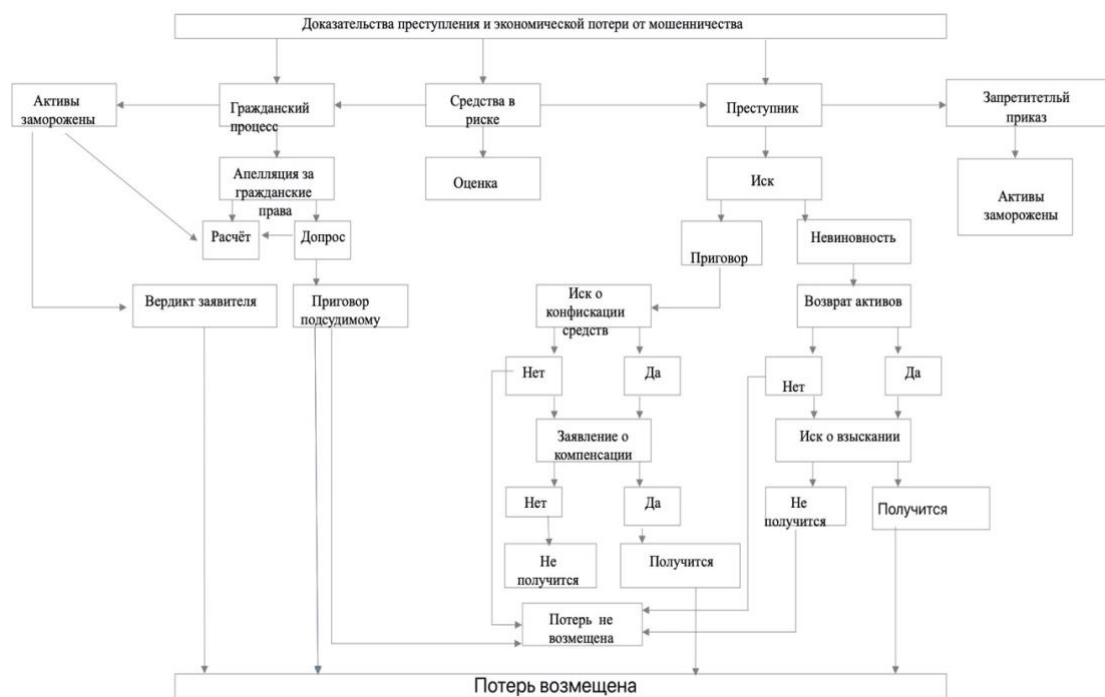 Доказательства преступления и экономической потери от мошенничества
Активы
заморожены
Гражданский
процесс
Средства в
риске
Преступник
Запретитетлый
приказ
Апелляция за
гражданские
права
Оценка
Иск
Активы
заморожены
Расчёт
Допрос
Приговор
Невиновность
Вердикт заявителя
Приговор
подсудимому
Иск о
конфискации
средств
Возврат активов
Нет
Да
Нет
Да
Заявление о
компенсации
Иск о взыскании
Нет
Да
Не
получится
Получится
Не
получится
Получится
Потерь не
возмещена
Потерь возмещена